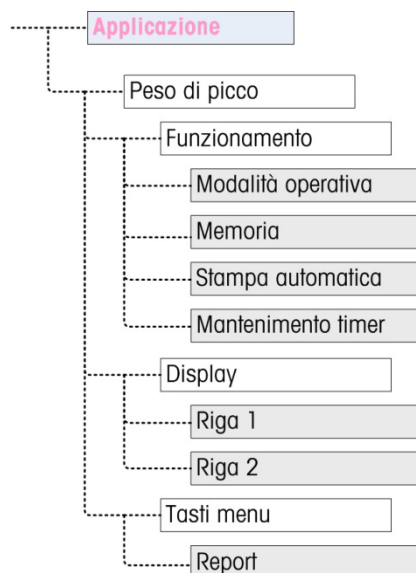 Applicazione
Peso di picco
Funzionamento
Modalità operativa
Memoria
Stampa automatica
Mantenimento timer
Display
Riga 1
Riga 2
Tasti menu
Report